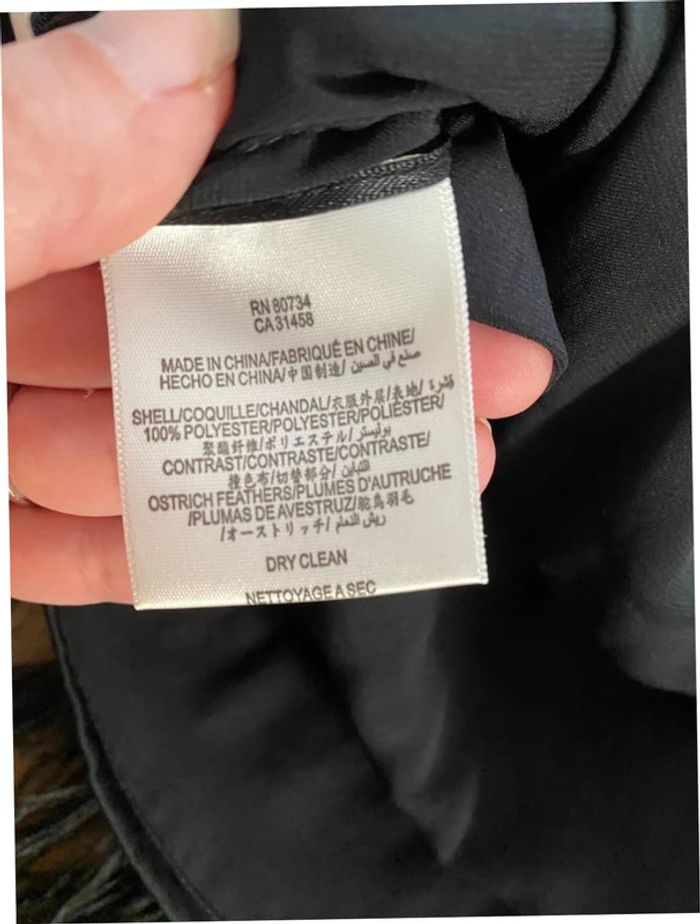 RN 80734
CA 31458
MADE IN CHINA/FABRIQUÉ EN CHINE/
HECHO EN CHINA/中国制造/ صنع في الصين/
SHELL/COQUILLE/CHANDAL/衣服外层/表地/ قشرة/
100% POLYESTER/POLYESTER/POLIÉSTER/
聚酯纤维/ポリエステル/ بوليستر/
CONTRAST/CONTRASTE/CONTRASTE/
撞色布/切替部分/ التباين/
OSTRICH FEATHERS/PLUMES D'AUTRUCHE
/PLUMAS DE AVESTRUZ/鸵鸟羽毛
/オーストリッチ/ ريش النعام/
DRY CLEAN
NETTOYAGE A SEC